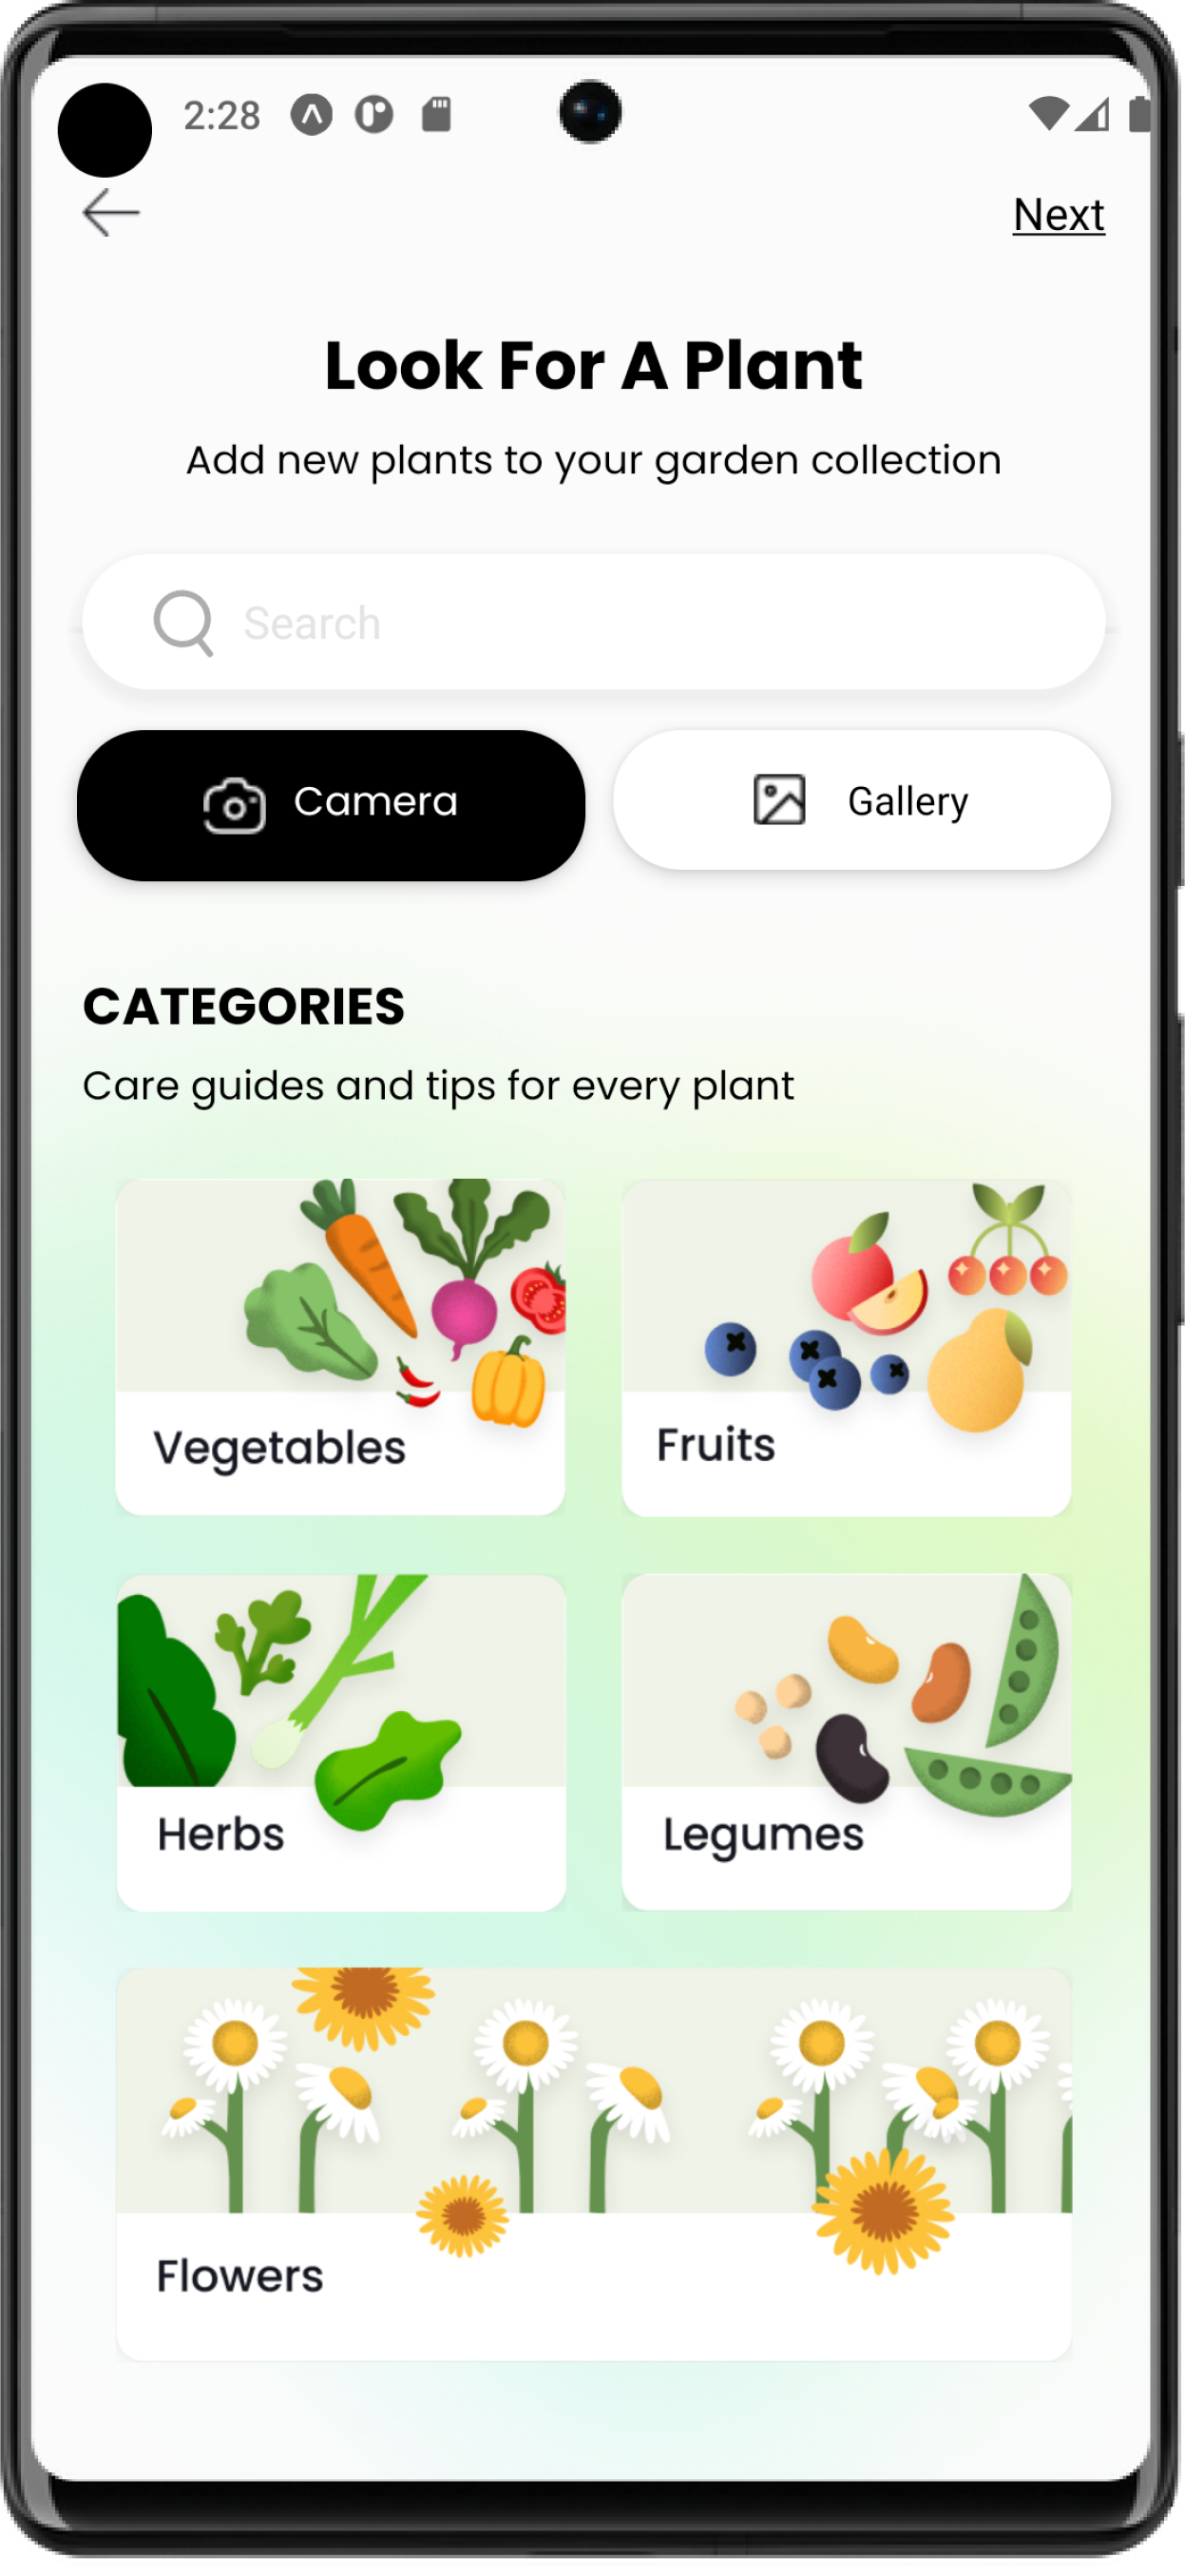 2:28
Next
Look For A Plant
Add new plants to your garden collection
Search
Camera
Gallery
CATEGORIES
Care guides and tips for every plant
Vegetables
Fruits
Herbs
Legumes
Flowers